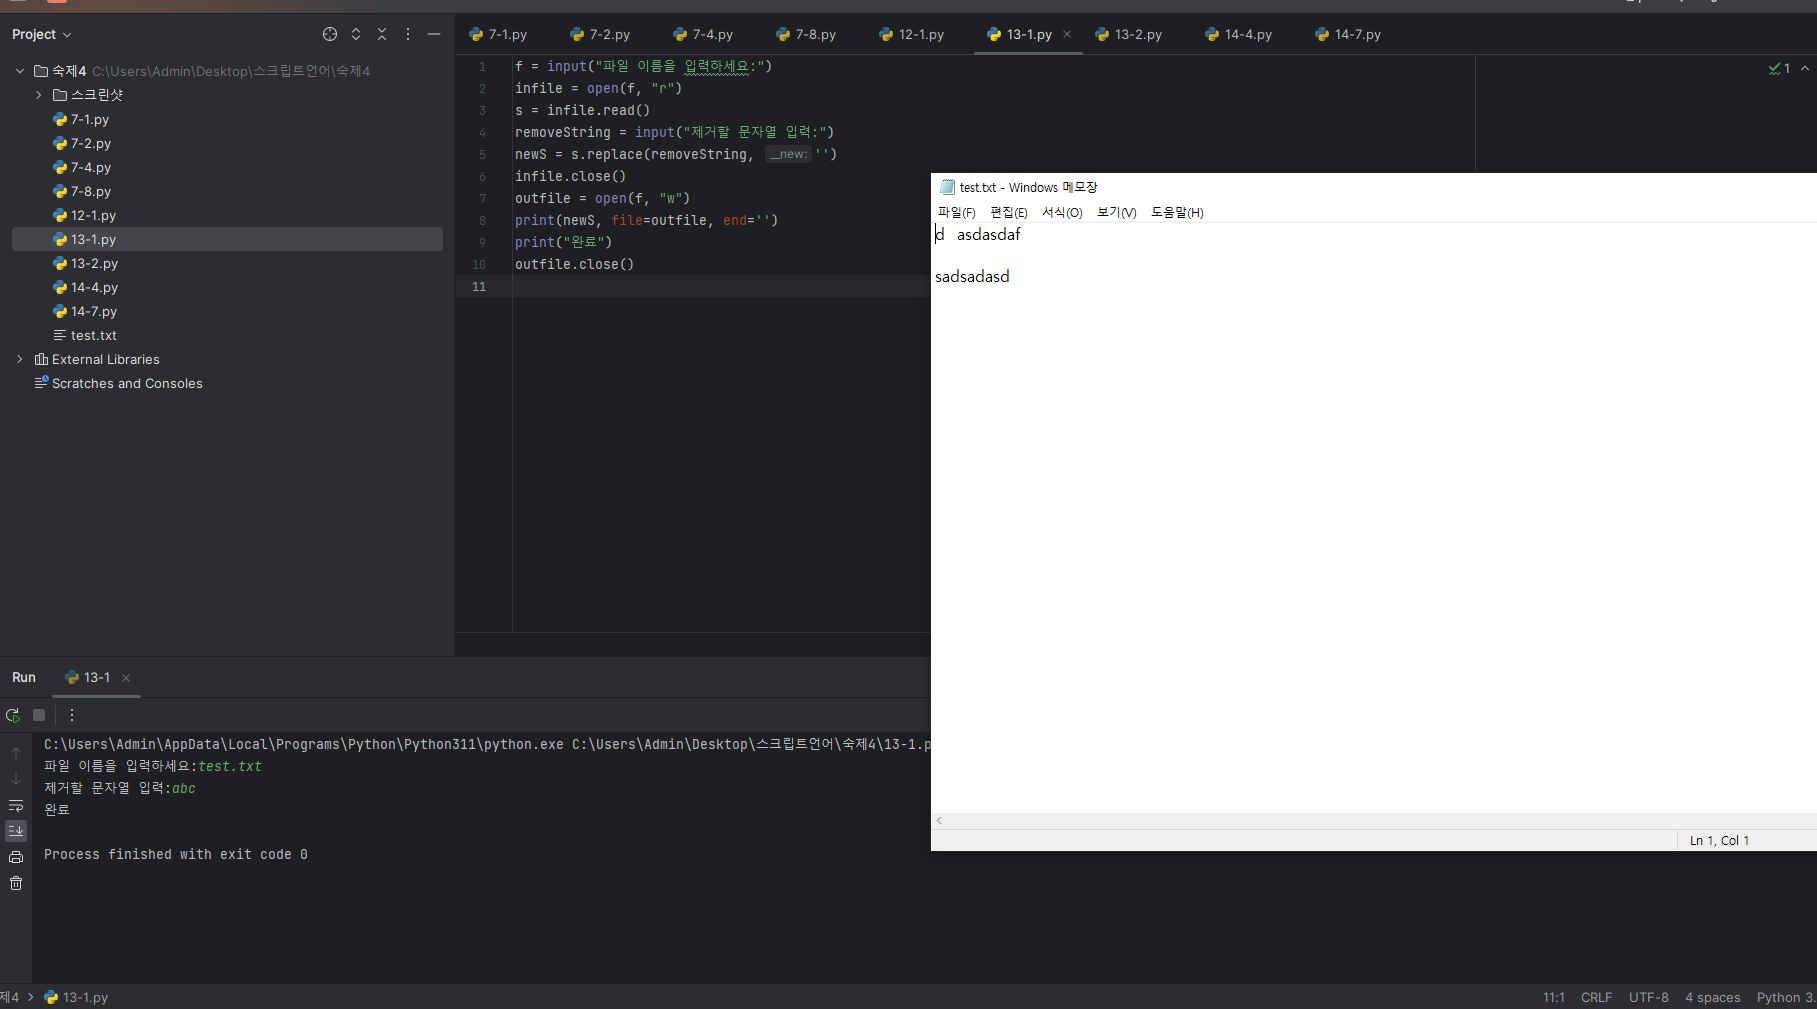 Project
숙제4 C:\Users\Admin\Desktop\스크립트언어\숙제4
스크린샷
7-1.py
7-2.py
7-4.py
7-8.py
12-1.py
13-1.py
13-2.py
14-4.py
14-7.py
test.txt
External Libraries
Scratches and Consoles
7-1.py 7-2.py 7-4.py 7-8.py 12-1.py 13-1.py 13-2.py 14-4.py 14-7.py
1 f = input("파일 이름을 입력하세요:")
2 infile = open(f, "r")
3 s = infile.read()
4 removeString = input("제거할 문자열 입력:")
5 newS = s.replace(removeString, __new: '')
6 infile.close()
7 outfile = open(f, "w")
8 print(newS, file=outfile, end='')
9 print("완료")
10 outfile.close()
11
1
test.txt - Windows 메모장
파일(F) 편집(E) 서식(O) 보기(V) 도움말(H)
d asdasdaf
sadsadasd
Ln 1, Col 1
Run 13-1
C:\Users\Admin\AppData\Local\Programs\Python\Python311\python.exe C:\Users\Admin\Desktop\스크립트언어\숙제4\13-1.p
파일 이름을 입력하세요:test.txt
제거할 문자열 입력:abc
완료
Process finished with exit code 0
제4 13-1.py
11:1 CRLF UTF-8 4 spaces Python 3.